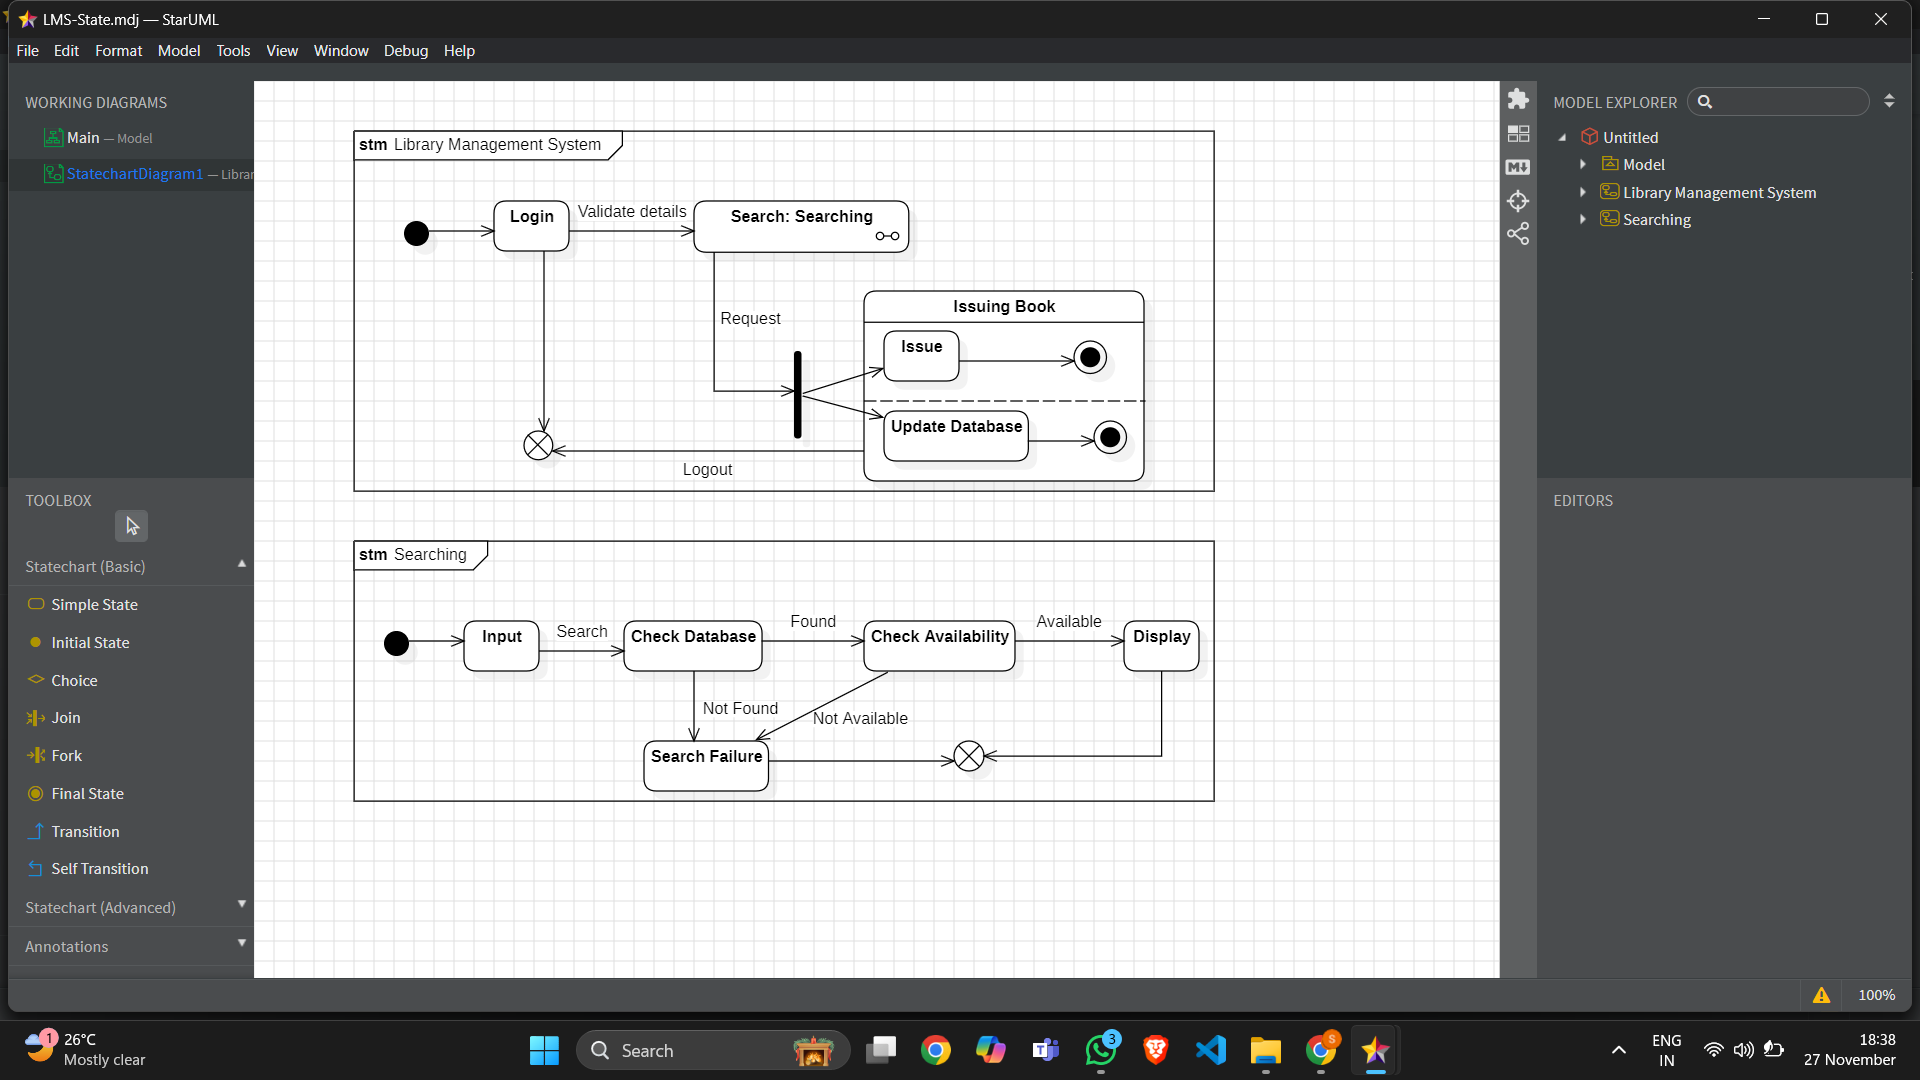 LMS-State.mdj — StarUML
File Edit Format Model Tools View Window Debug Help
WORKING DIAGRAMS
Main — Model
StatechartDiagram1 — Librar
TOOLBOX
Statechart (Basic)
Simple State
Initial State
Choice
Join
Fork
Final State
Transition
Self Transition
Statechart (Advanced)
Annotations
stm Library Management System
Login
Validate details
Search: Searching
Request
Issuing Book
Issue
Update Database
Logout
stm Searching
Input
Search
Check Database
Found
Check Availability
Available
Display
Not Found
Not Available
Search Failure
MODEL EXPLORER
Untitled
Model
Library Management System
Searching
EDITORS
100%
1
26°C
Mostly clear
Search
3
S
ENG
IN
18:38
27 November